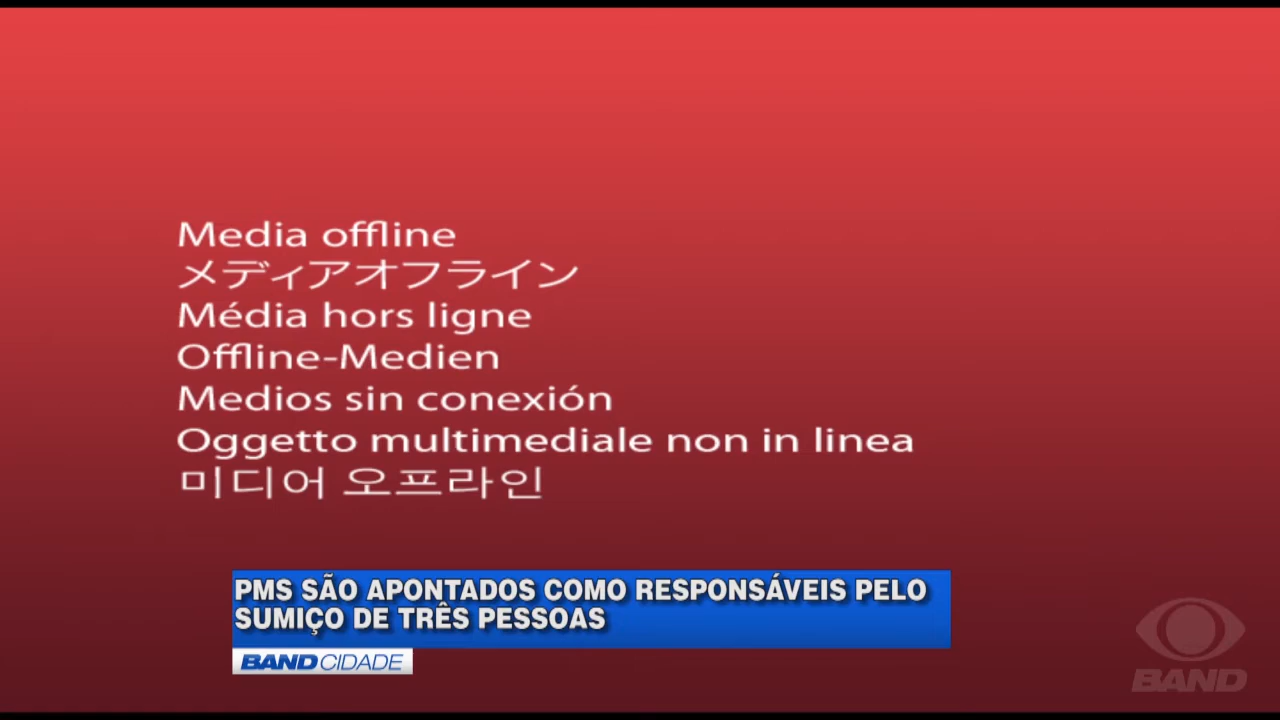 Media offline
メディアオフライン
Média hors ligne
Offline-Medien
Medios sin conexión
Oggetto multimediale non in linea
미디어 오프라인
PMS SÃO APONTADOS COMO RESPONSÁVEIS PELO
SUMIÇO DE TRÊS PESSOAS
BAND CIDADE
BAND